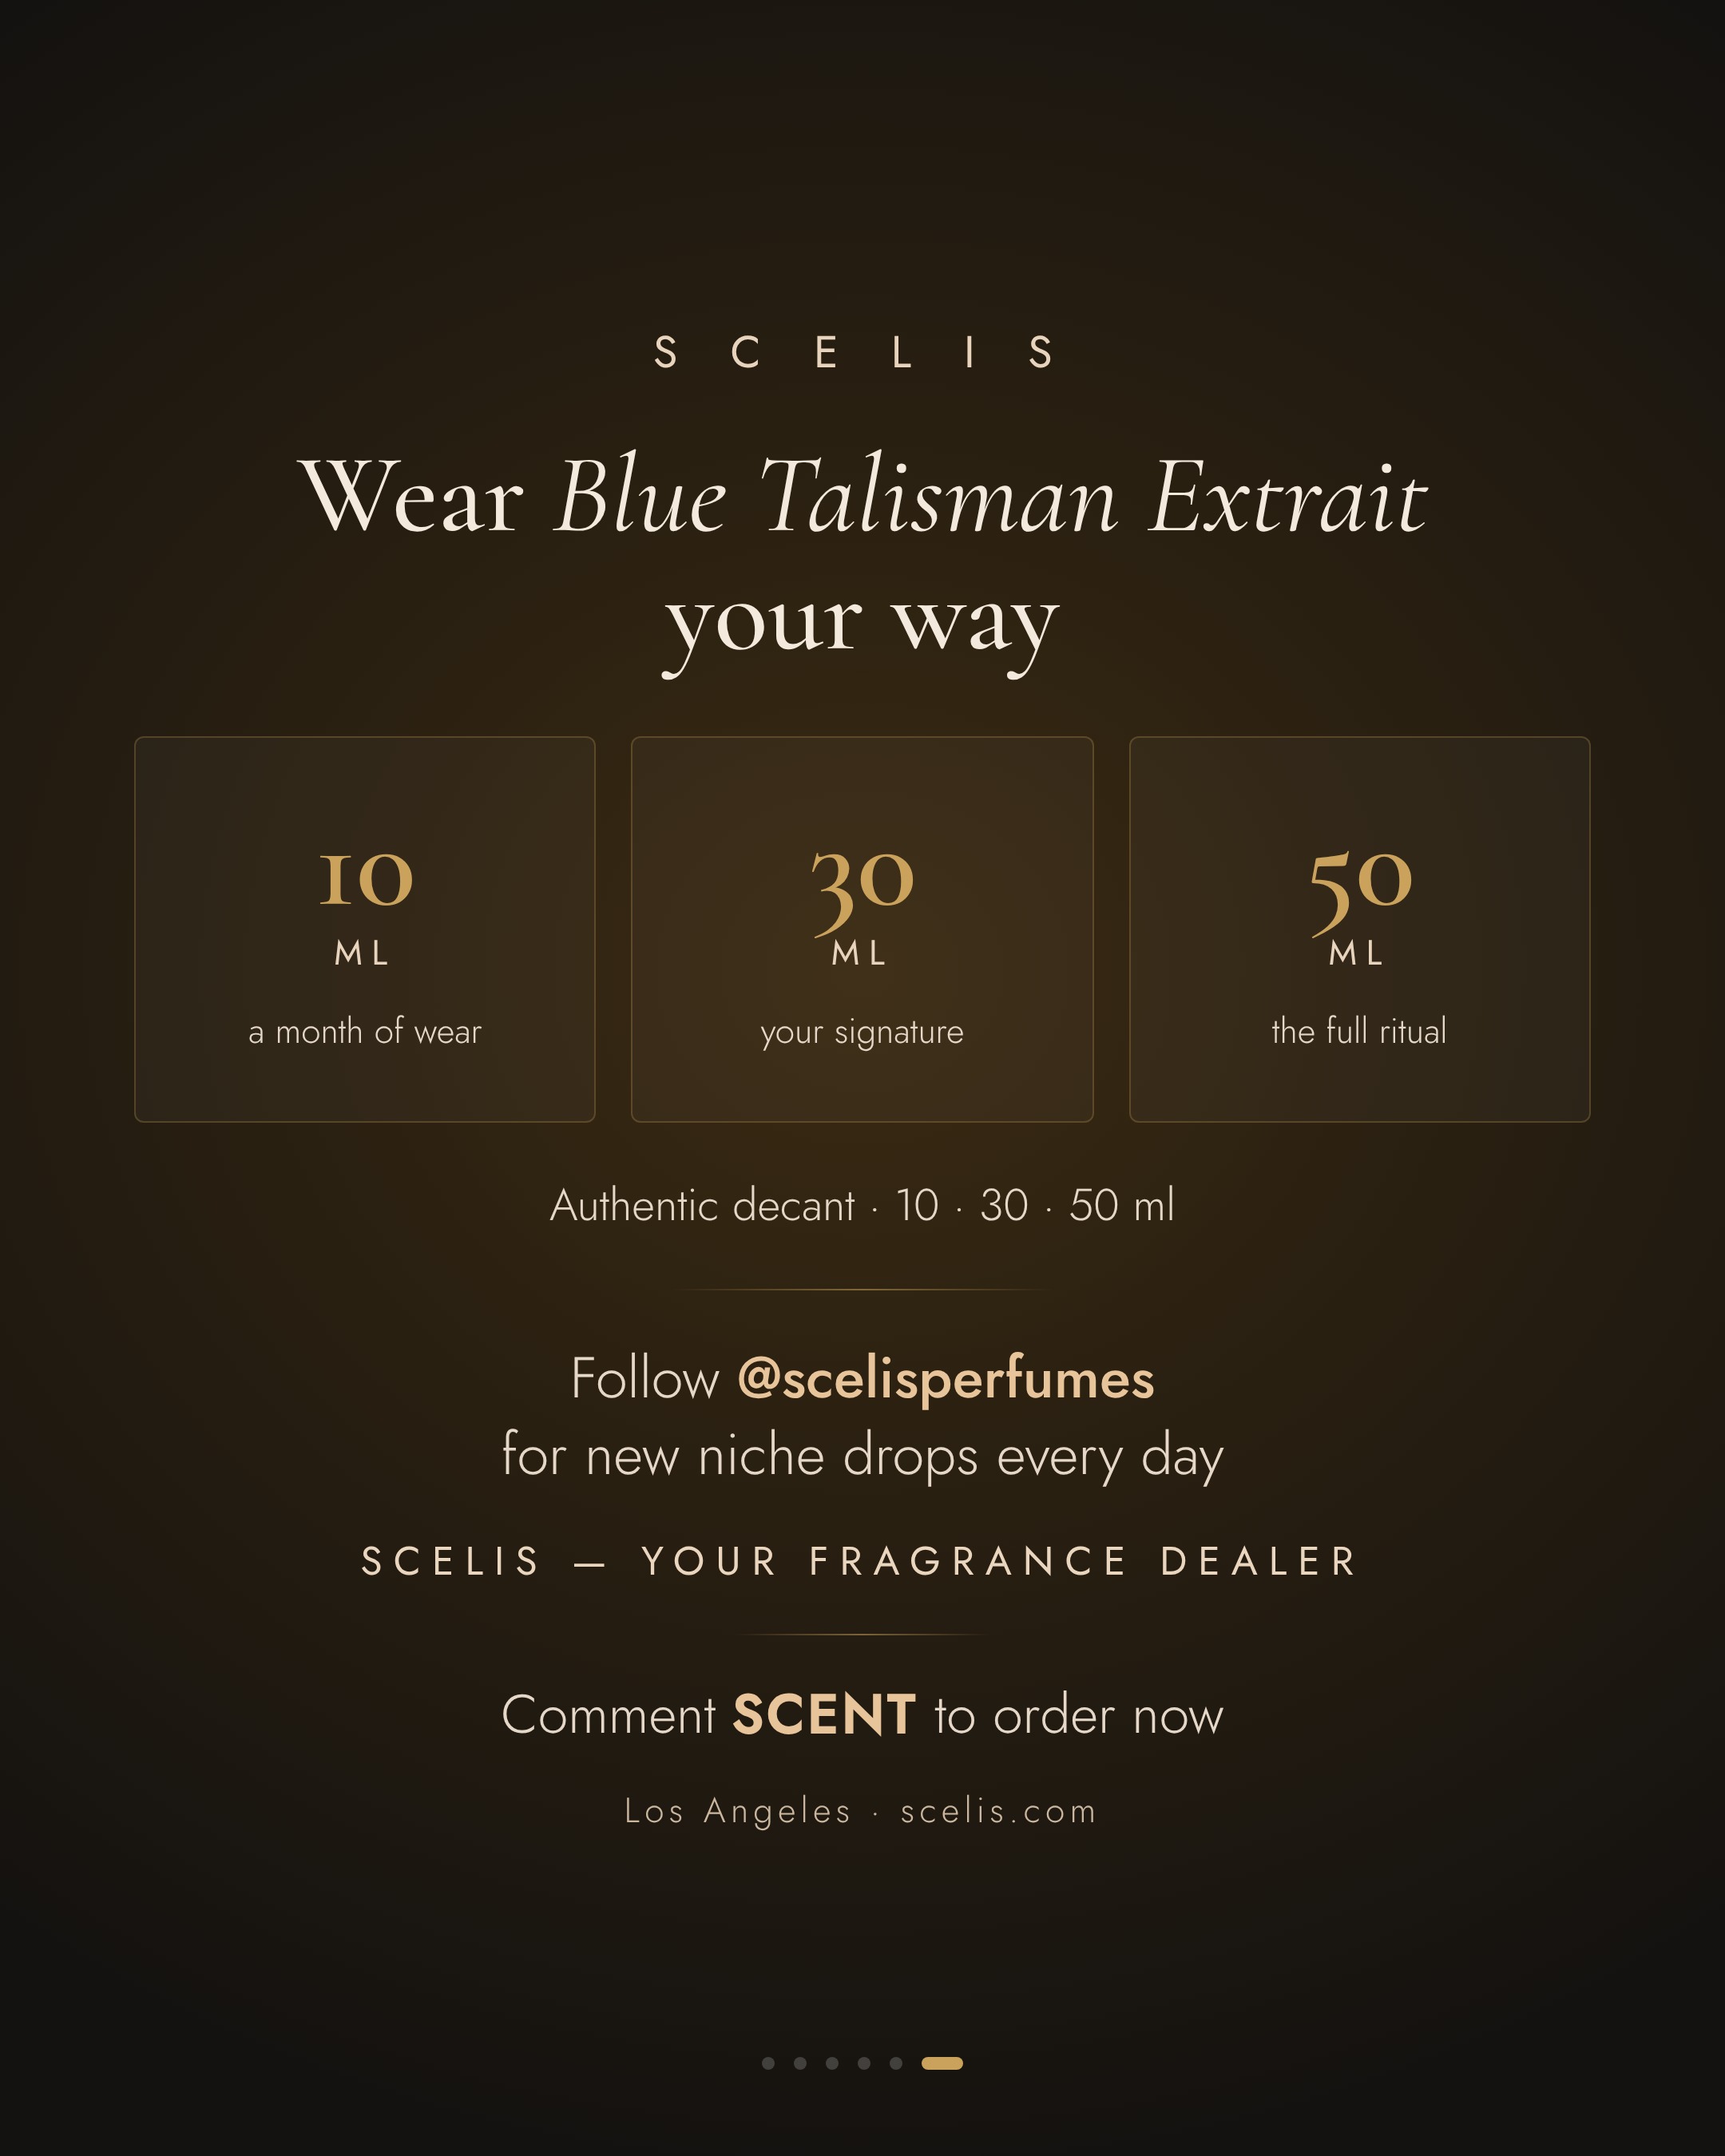 SCELIS
Wear Blue Talisman Extrait
your way
10
ML
a month of wear
30
ML
your signature
50
ML
the full ritual
Authentic decant · 10 · 30 · 50 ml
Follow @scelisperfumes
for new niche drops every day
SCELIS — YOUR FRAGRANCE DEALER
Comment SCENT to order now
Los Angeles · scelis.com